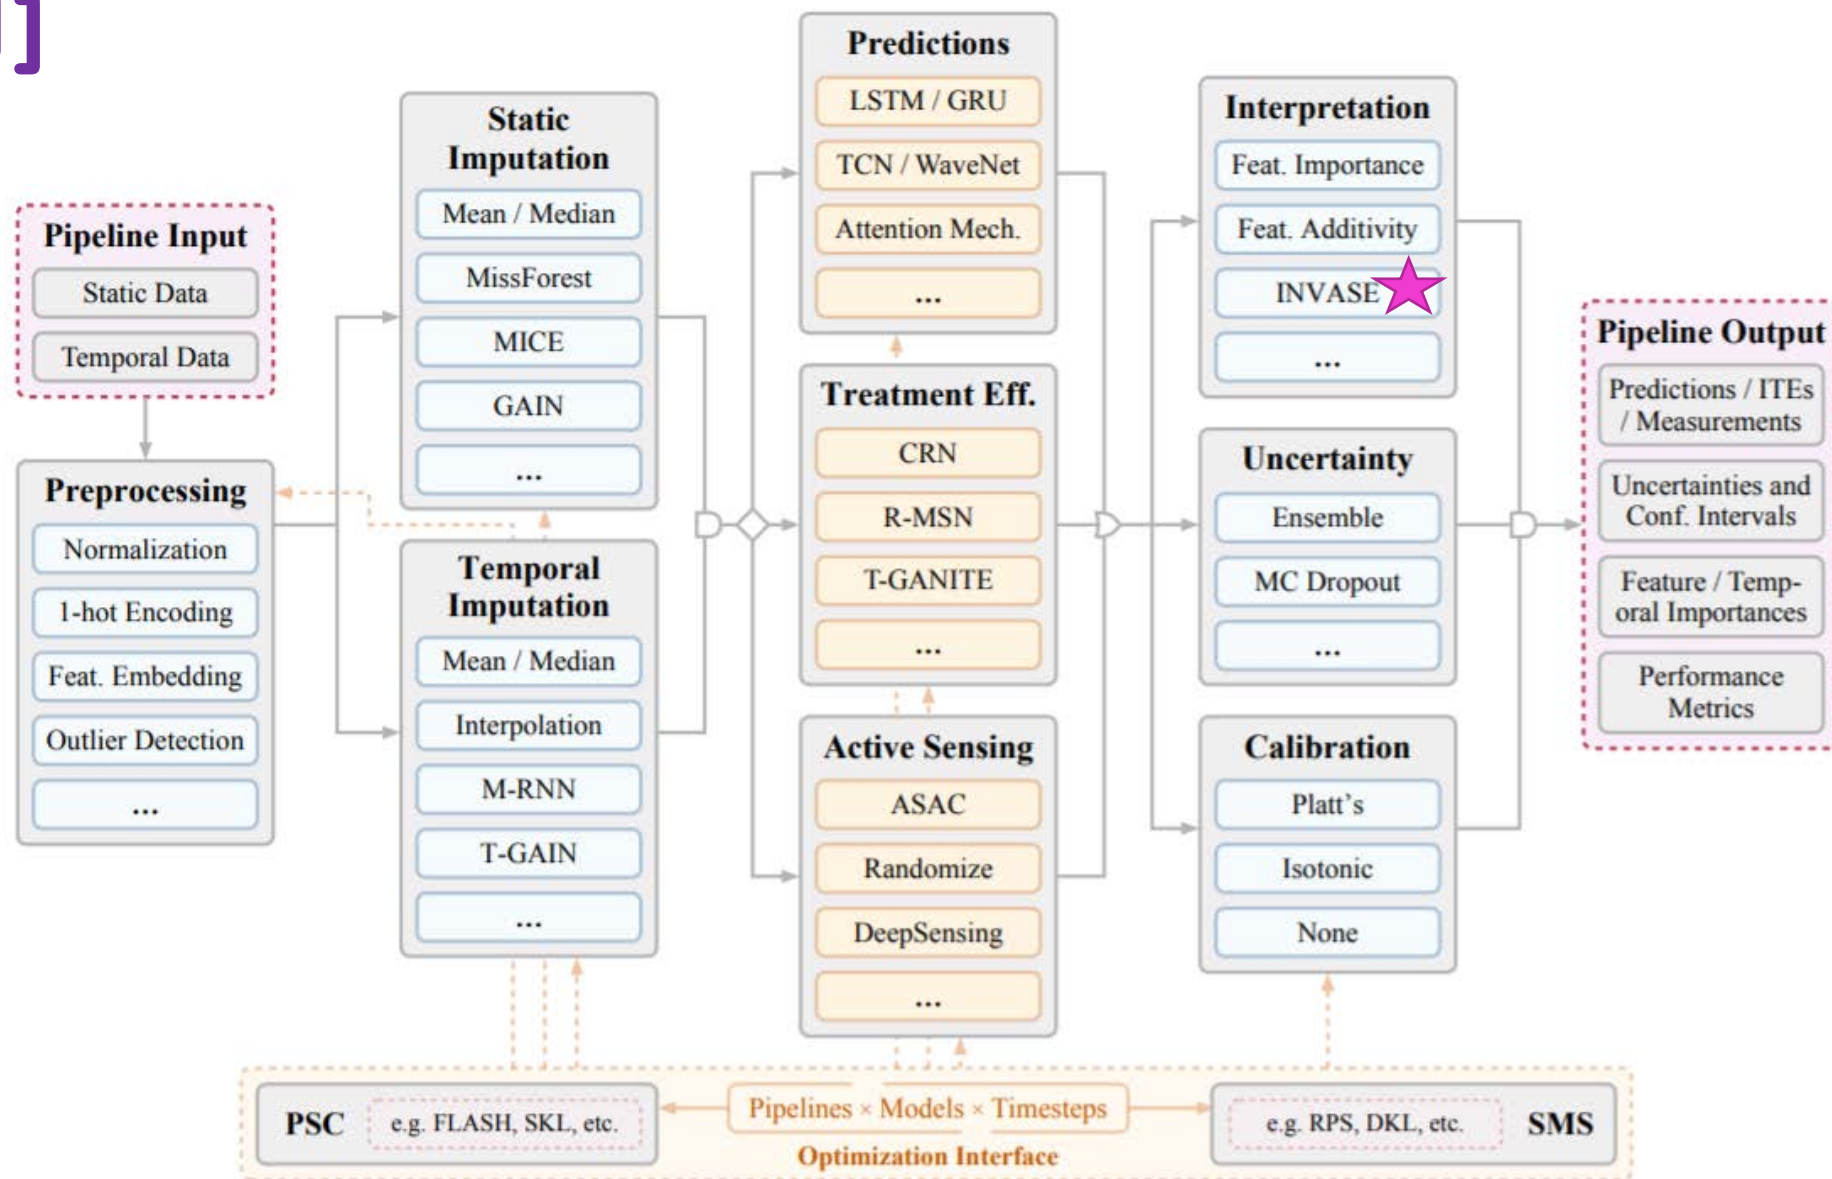 ]
Pipeline Input
Static Data
Temporal Data
Preprocessing
Normalization
1-hot Encoding
Feat. Embedding
Outlier Detection
...
Static
Imputation
Mean / Median
MissForest
MICE
GAIN
...
Temporal
Imputation
Mean / Median
Interpolation
M-RNN
T-GAIN
...
Predictions
LSTM / GRU
TCN / WaveNet
Attention Mech.
...
Treatment Eff.
CRN
R-MSN
T-GANITE
...
Active Sensing
ASAC
Randomize
DeepSensing
...
Interpretation
Feat. Importance
Feat. Additivity
INVASE
...
Uncertainty
Ensemble
MC Dropout
...
Calibration
Platt's
Isotonic
None
Pipeline Output
Predictions / ITEs
/ Measurements
Uncertainties and
Conf. Intervals
Feature / Temp-
oral Importances
Performance
Metrics
PSC
e.g. FLASH, SKL, etc.
Pipelines × Models × Timesteps
Optimization Interface
e.g. RPS, DKL, etc.
SMS